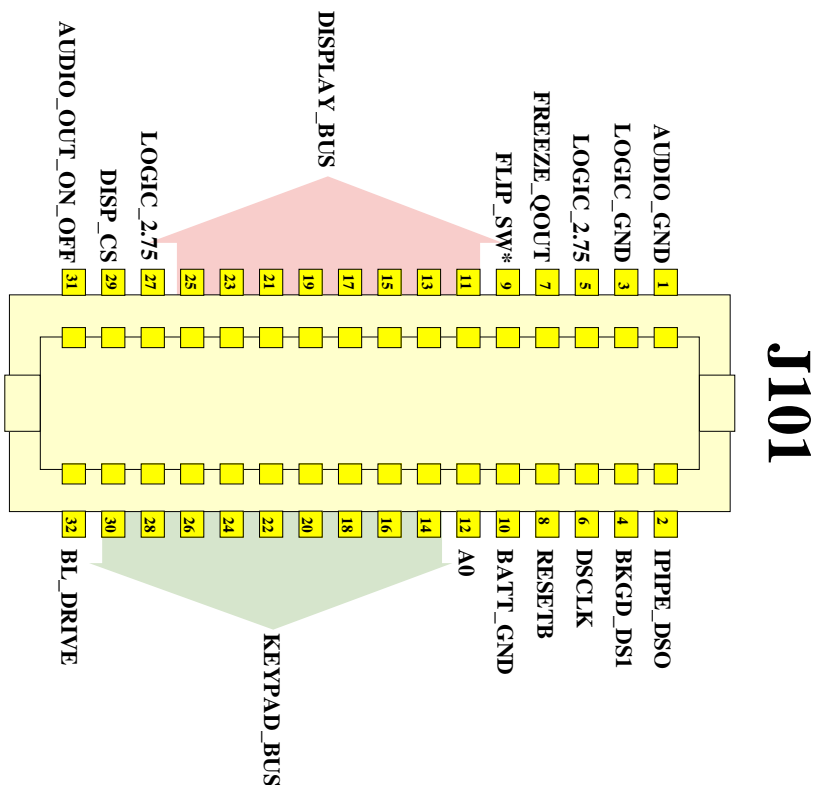 J101
AUDIO_GND
LOGIC_GND
LOGIC_2.75
FREEZE_QOUT
FLIP_SW*
DISPLAY_BUS
LOGIC_2.75
DISP_CS
AUDIO_OUT_ON_OFF
1
3
5
7
9
11
13
15
17
19
21
23
25
27
29
31
2
4
6
8
10
12
14
16
18
20
22
24
26
28
30
32
IPIPE_DSO
BKGD_DS1
DSCLK
RESETB
BATT_GND
A0
KEYPAD_BUS
BL_DRIVE